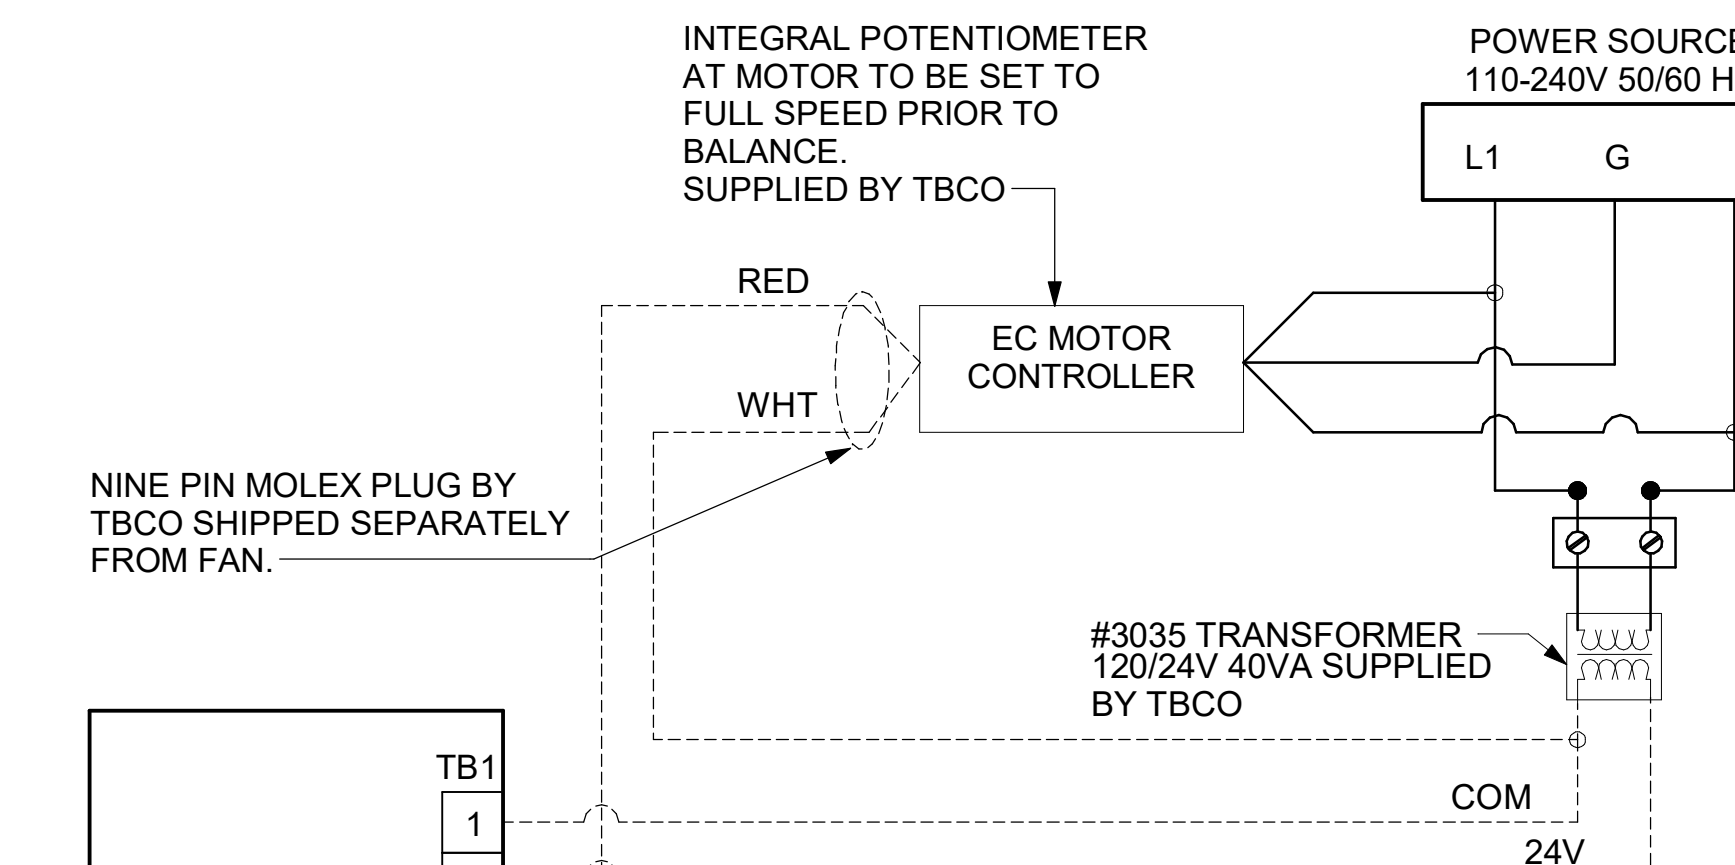 INTEGRAL POTENTIOMETER
AT MOTOR TO BE SET TO
FULL SPEED PRIOR TO
BALANCE.
SUPPLIED BY TBCO
POWER SOURCE
110-240V 50/60 H
L1
G
RED
EC MOTOR
CONTROLLER
WHT
NINE PIN MOLEX PLUG BY
TBCO SHIPPED SEPARATELY
FROM FAN.
#3035 TRANSFORMER
120/24V 40VA SUPPLIED
BY TBCO
TB1
COM
1
24V